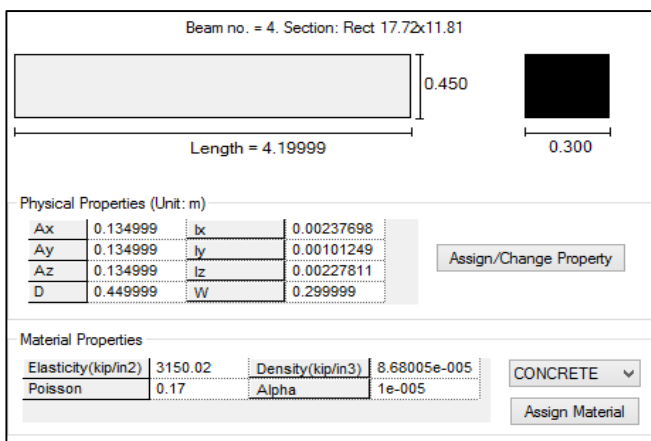 Beam no. = 4. Section: Rect 17.72x11.81
0.450
Length = 4.19999
0.300
Physical Properties (Unit: m)
Ax 0.134999 Ix 0.00237698
Ay 0.134999 Iy 0.00101249
Az 0.134999 Iz 0.00227811
D 0.449999 W 0.299999
Assign/Change Property
Material Properties
Elasticity(kip/in2) 3150.02 Density(kip/in3) 8.68005e-005
Poisson 0.17 Alpha 1e-005
CONCRETE
Assign Material